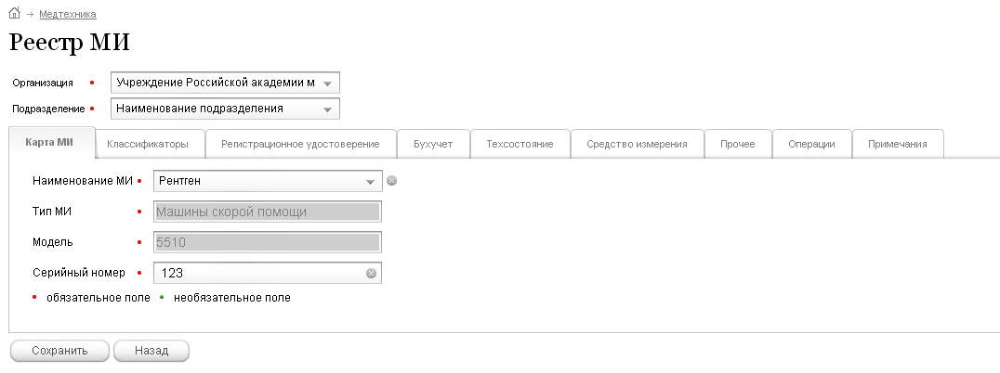 Медтехника
Реестр МИ
Организация Учреждение Российской академии м
Подразделение Наименование подразделения
Карта МИ Классификаторы Регистрационное удостоверение Бухучет Техсостояние Средство измерения Прочее Операции Примечания
Наименование МИ Рентген
Тип МИ Машины скорой помощи
Модель 5510
Серийный номер 123
обязательное поле необязательное поле
Сохранить Назад